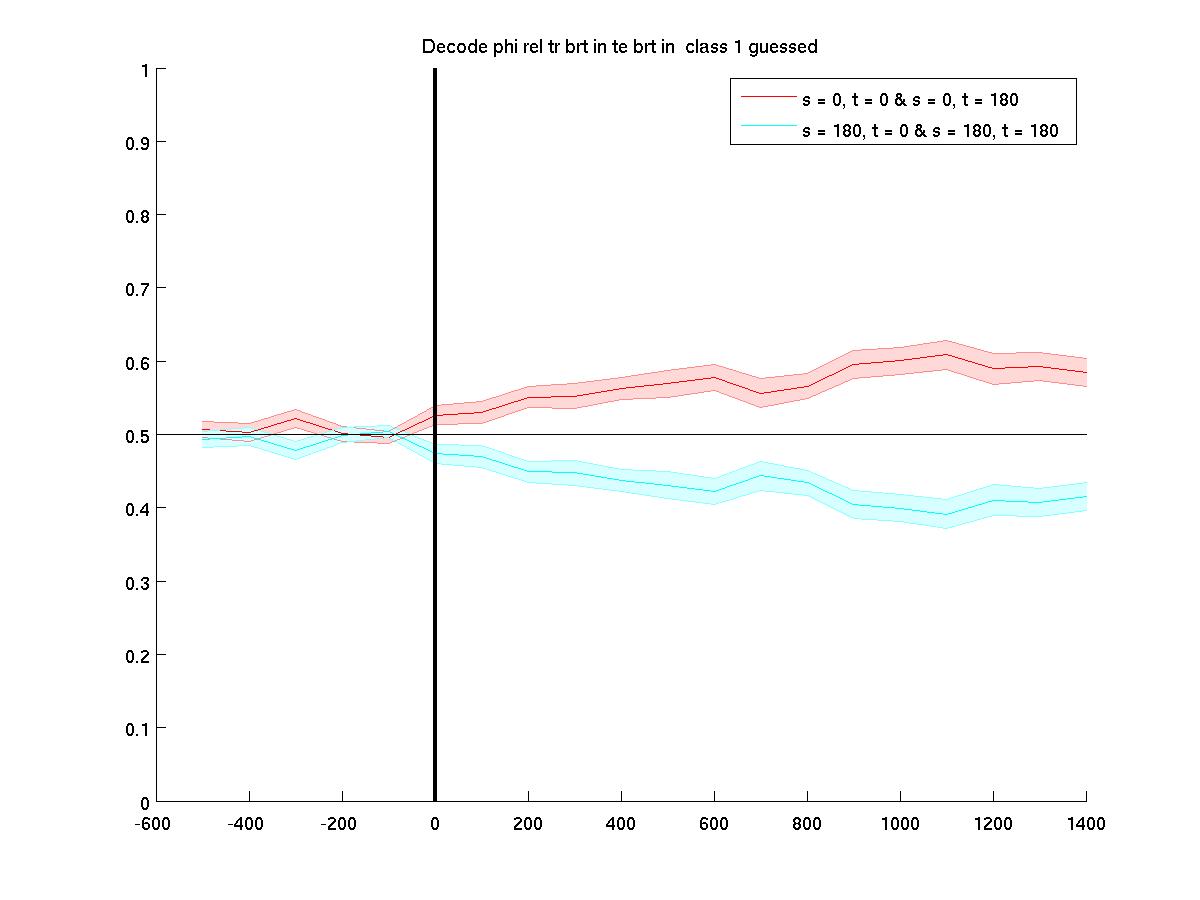 Decode phi rel tr brt in te brt in  class 1 guessed
s = 0, t = 0 & s = 0, t = 180
s = 180, t = 0 & s = 180, t = 180
1
0.9
0.8
0.7
0.6
0.5
0.4
0.3
0.2
0.1
0
-600 -400 -200 0 200 400 600 800 1000 1200 1400